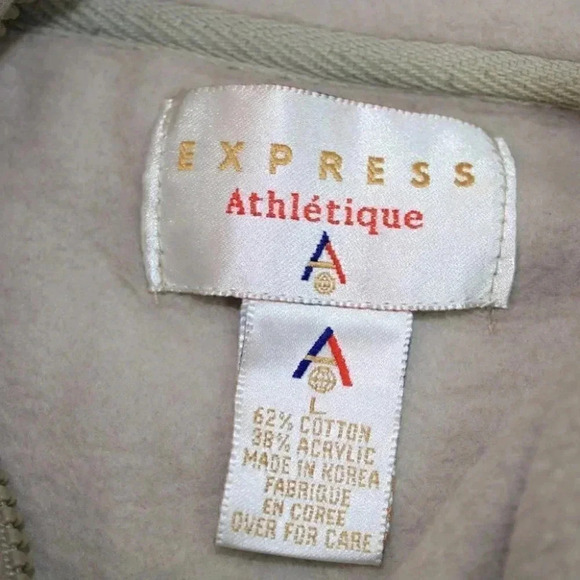 EXPRESS
Athlétique
A
A
L
62% COTTON
38% ACRYLIC
MADE IN KOREA
FABRIQUE
EN COREE
OVER FOR CARE